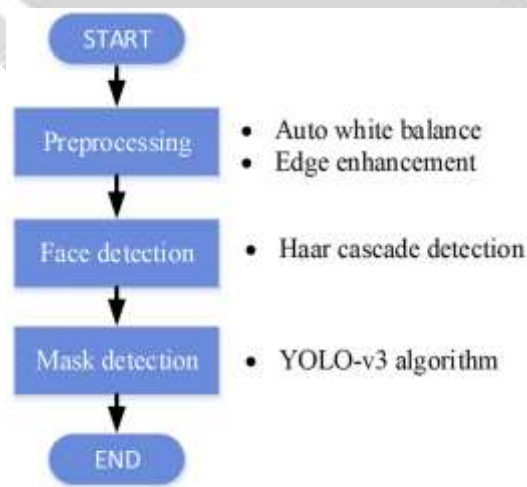 START
Preprocessing
• Auto white balance
• Edge enhancement
Face detection
• Haar cascade detection
Mask detection
• YOLO-v3 algorithm
END